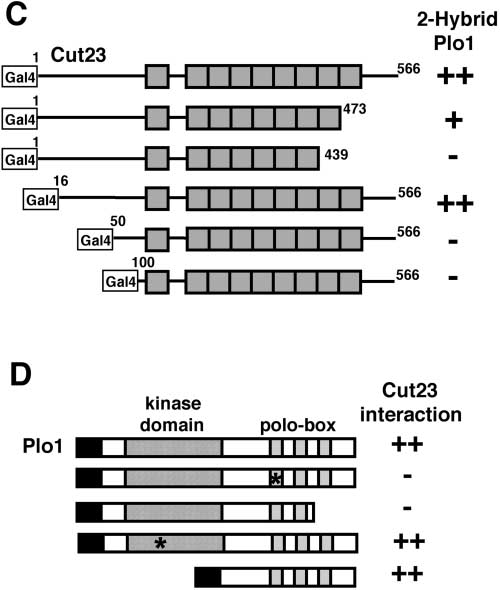 C
2-Hybrid
Plo1
1
Cut23
Gal4
566
++
1
Gal4
473
+
1
Gal4
439
-
16
Gal4
566
++
50
Gal4
566
-
100
Gal4
566
-
D
Cut23
interaction
kinase
domain
polo-box
Plo1
++
*
-
-
*
++
++